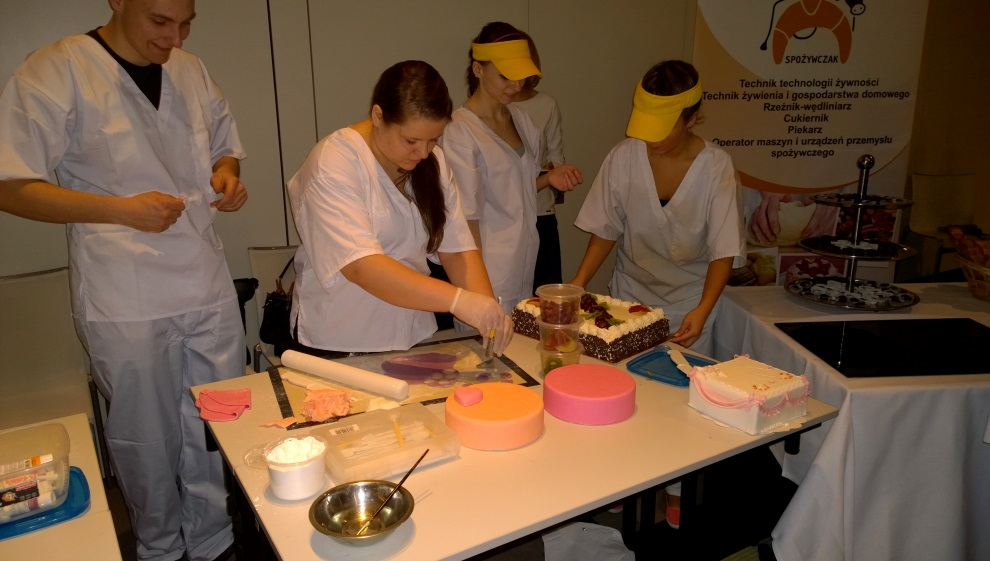 SPOŻYWCZAK
Technik technologii żywności
Technik żywienia i gospodarstwa domowego
Rzeźnik-wędliniarz
Cukiernik
Piekarz
Operator maszyn i urządzeń przemysłu
spożywczego